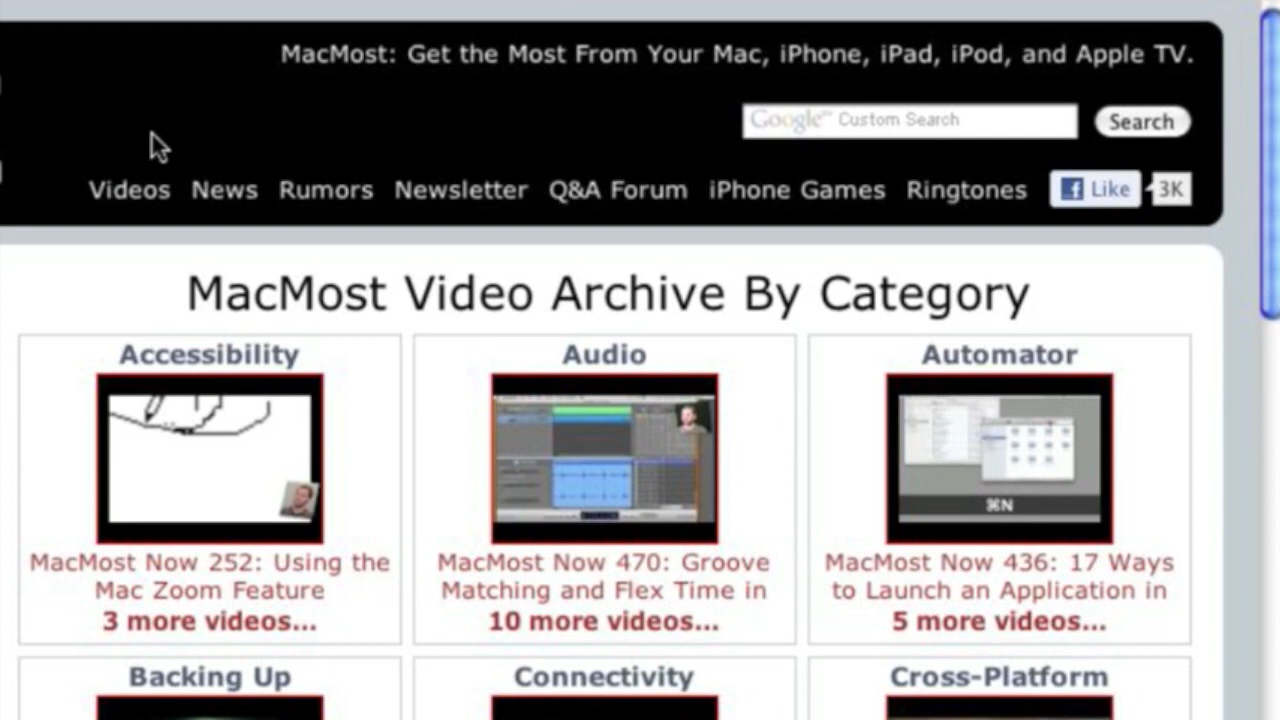 MacMost: Get the Most From Your Mac, iPhone, iPad, iPod, and Apple TV.
Google™ Custom Search Search
Videos News Rumors Newsletter Q&A Forum iPhone Games Ringtones Like 3K
MacMost Video Archive By Category
Accessibility Audio Automator
⌘N
MacMost Now 252: Using the MacMost Now 470: Groove MacMost Now 436: 17 Ways
Mac Zoom Feature Matching and Flex Time in to Launch an Application in
3 more videos... 10 more videos... 5 more videos...
Backing Up Connectivity Cross-Platform